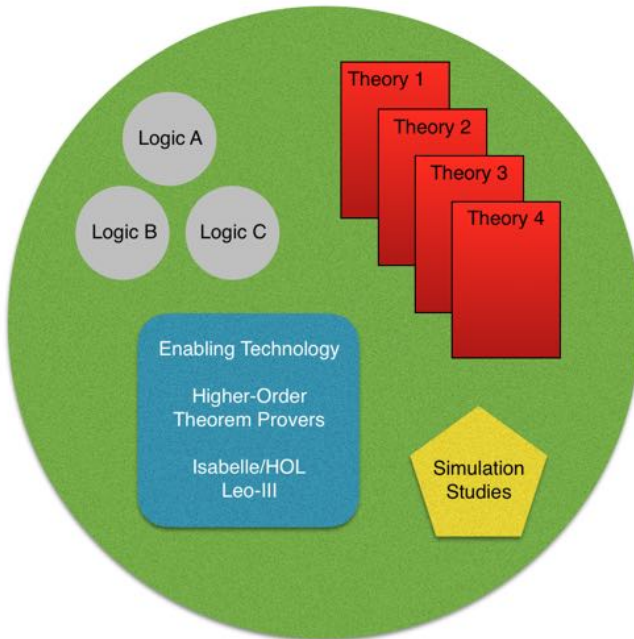 Theory 1
Theory 2
Theory 3
Theory 4
Logic A
Logic B
Logic C
Enabling Technology
Higher-Order
Theorem Provers
Isabelle/HOL
Leo-III
Simulation
Studies